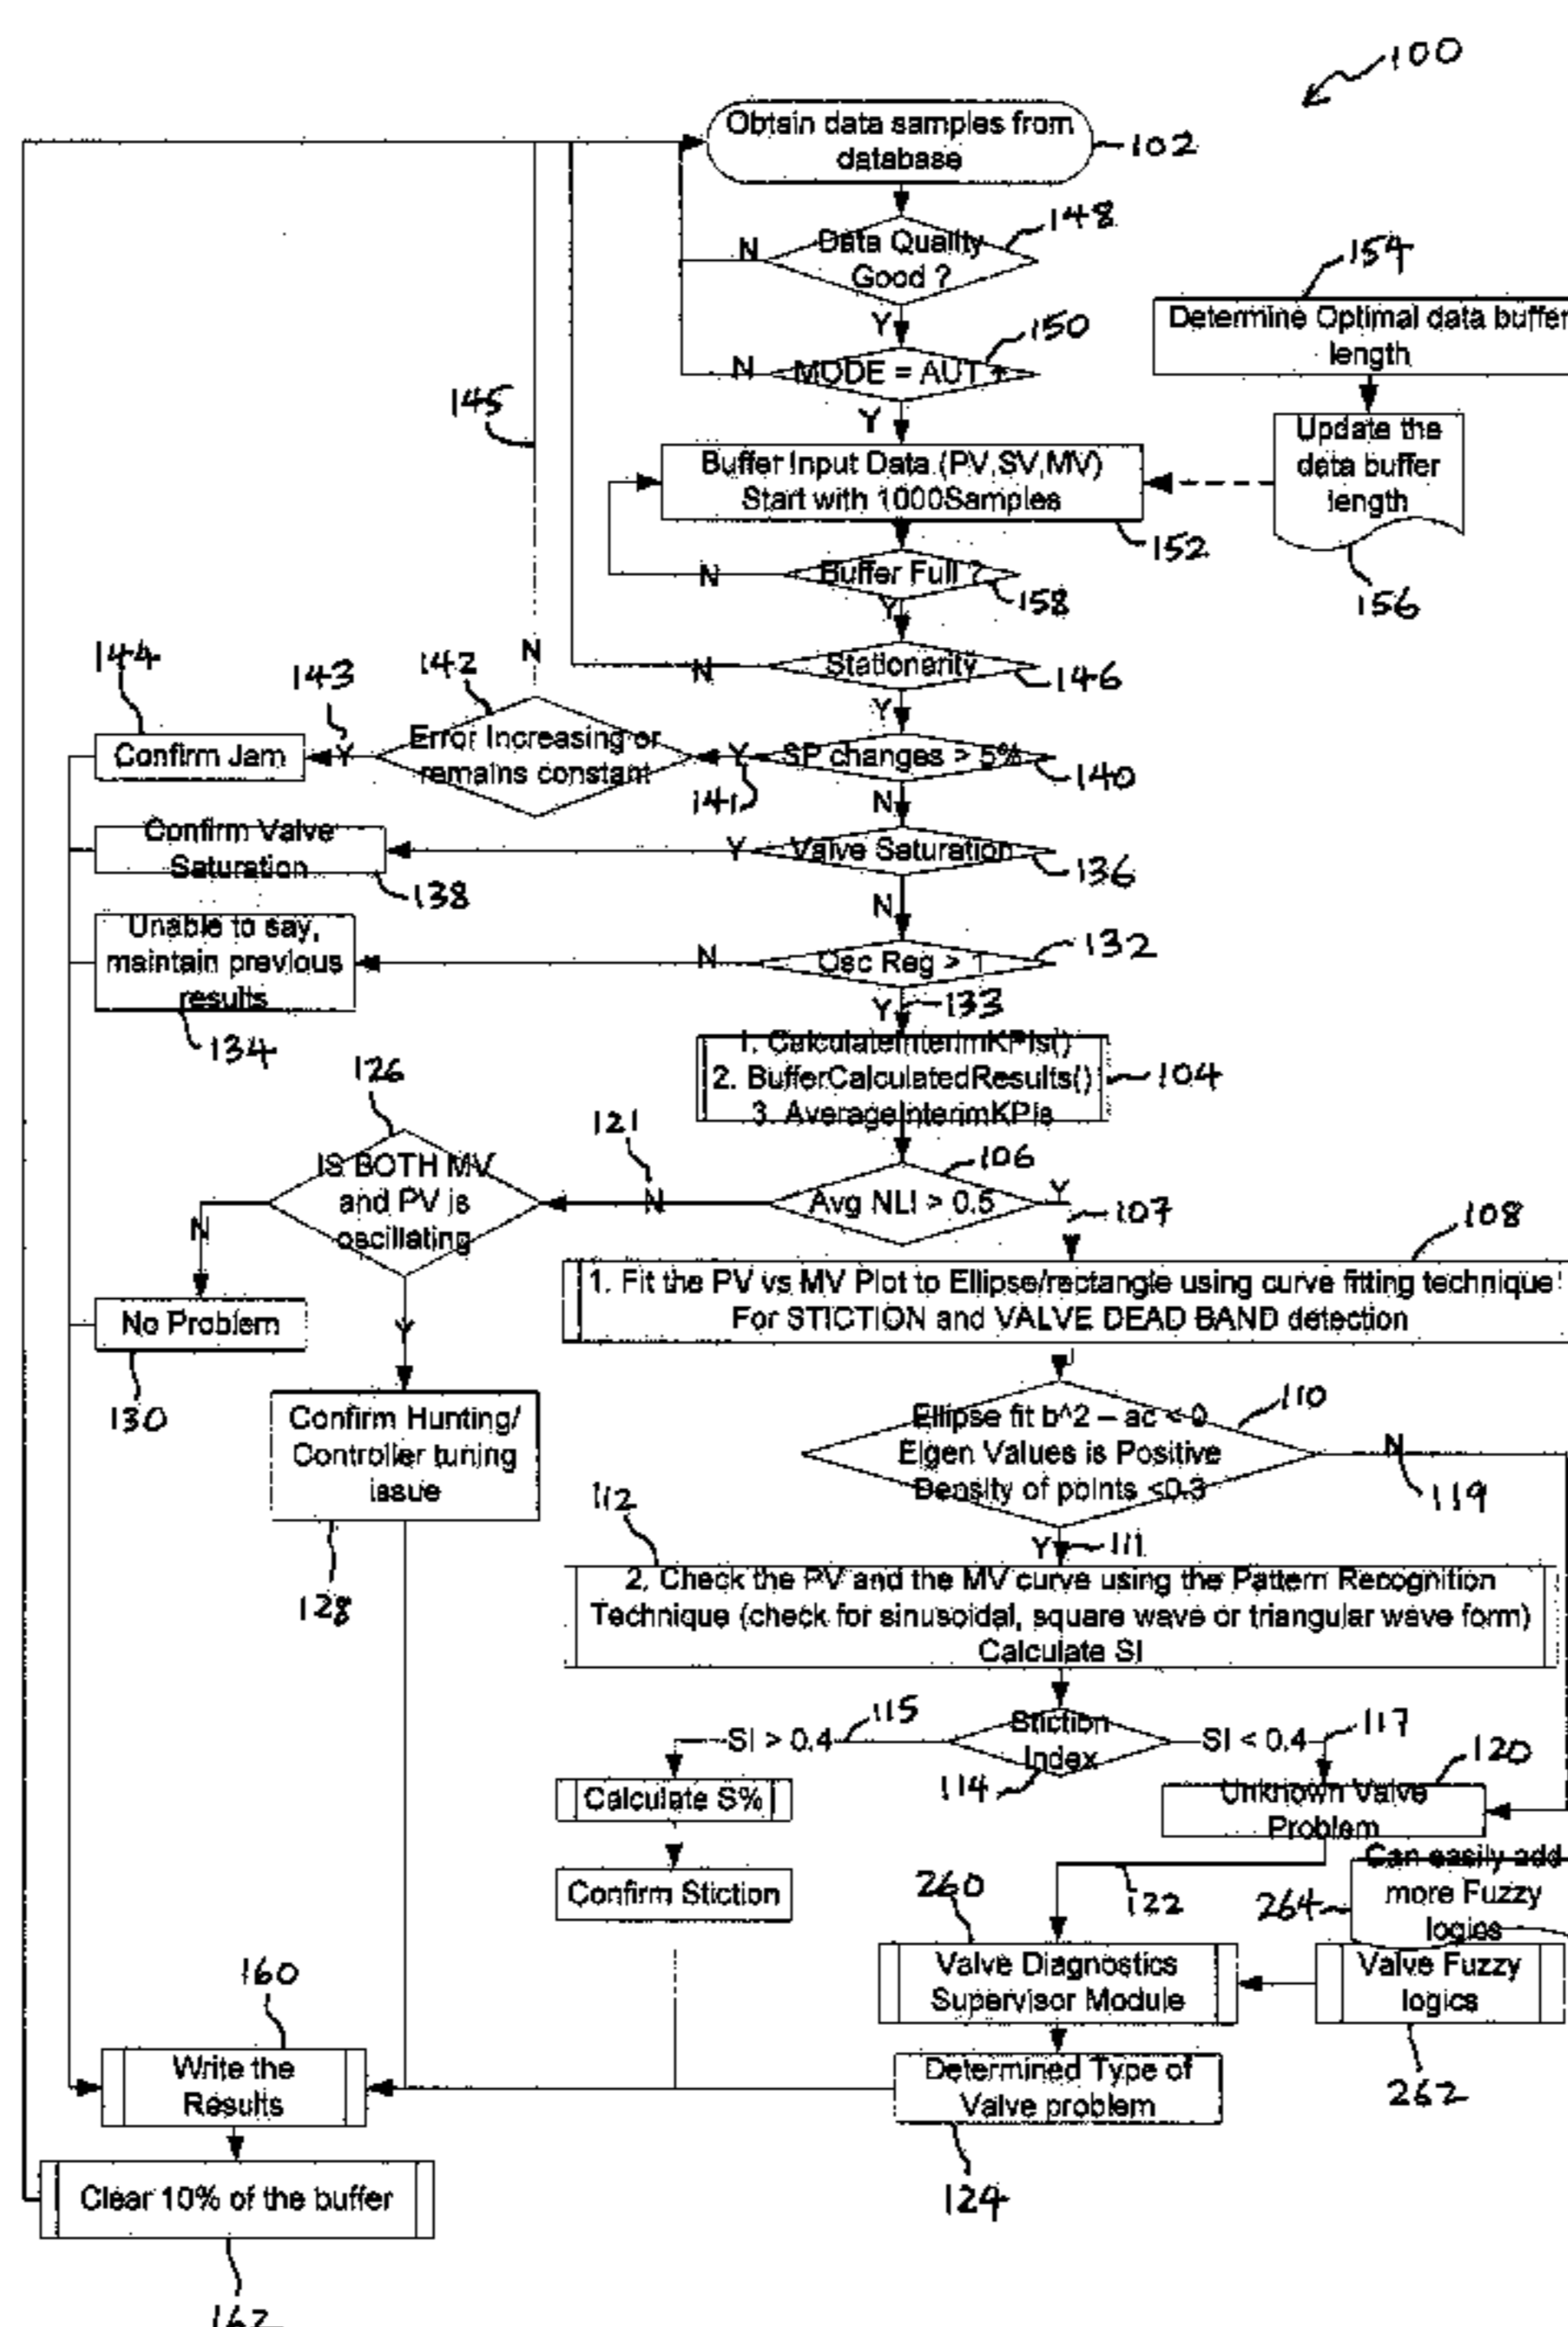 100
Obtain data samples from
database
102
148
Data Quality
Good ?
N
Y
154
Determine Optimal data buffer
length
150
MODE = AUT
N
Y
145
Update the
data buffer
length
156
Buffer Input Data (PV,SV,MV)
Start with 1000Samples
152
Buffer Full ?
N
158
Y
Stationarity
N
146
Y
144
143
142
N
Confirm Jam
Y
Error Increasing or
remains constant
Y
141
SP changes > 5%
140
N
Confirm Valve
Saturation
138
Y
Valve Saturation
136
N
Unable to say,
maintain previous
results
134
N
Osc Reg > 1
132
Y
133
1. CalculateInterimKPIs()
2. BufferCalculatedResults()
3. AverageInterimKPIs
104
126
121
106
IS BOTH MV
and PV is
oscillating
N
Avg NLI > 0.5
Y
107
N
Y
108
1. Fit the PV vs MV Plot to Ellipse/rectangle using curve fitting technique!
For STICTION and VALVE DEAD BAND detection
No Problem
130
Confirm Hunting/
Controller tuning
issue
128
110
Ellipse fit b^2 – ac < 0
Eigen Values is Positive
Density of points <0.3
N
119
112
Y
111
2. Check the PV and the MV curve using the Pattern Recognition
Technique (check for sinusoidal, square wave or triangular wave form)
Calculate SI
SI > 0.4
115
Stiction
Index
114
SI < 0.4
117
120
Calculate S%
Unknown Valve
Problem
Confirm Stiction
260
122
264
Can easily add
more Fuzzy
logics
Valve Diagnostics
Supervisor Module
Valve Fuzzy
logics
262
160
Write the
Results
Determined Type of
Valve problem
124
Clear 10% of the buffer
162